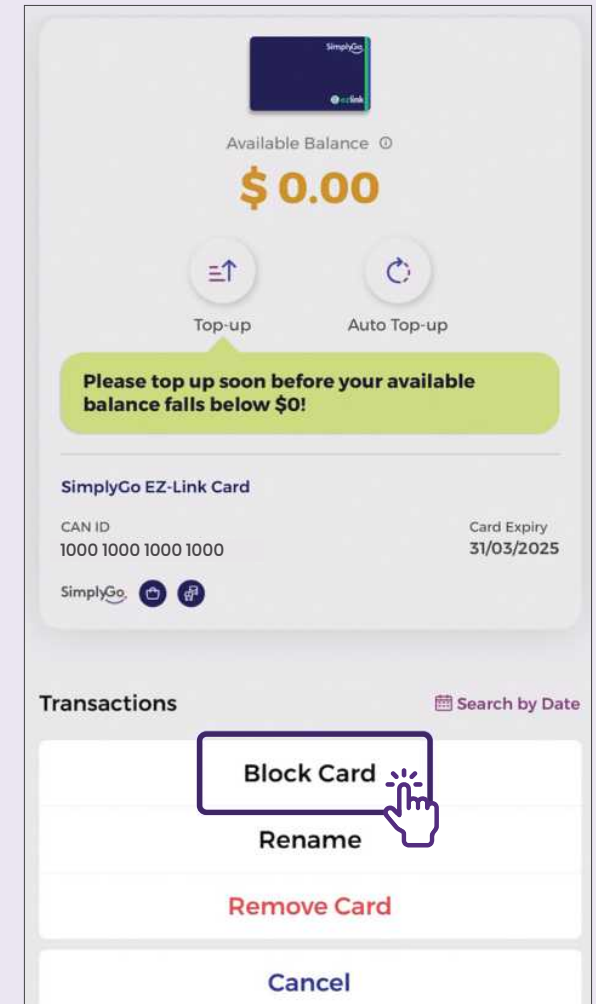 SimplyGo
ezlink
Available Balance
$ 0.00
Top-up
Auto Top-up
Please top up soon before your available
balance falls below $0!
SimplyGo EZ-Link Card
CAN ID
Card Expiry
1000 1000 1000 1000
31/03/2025
SimplyGo.
Transactions
Search by Date
Block Card
Rename
Remove Card
Cancel